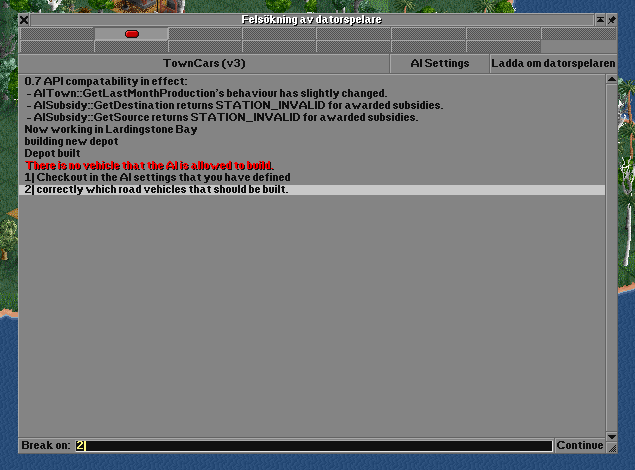 Felsökning av datorspelare
TownCars (v3)
AI Settings
Ladda om datorspelaren
0.7 API compatability in effect:
- AITown::GetLastMonthProduction's behaviour has slightly changed.
- AISubsidy::GetDestination returns STATION_INVALID for awarded subsidies.
- AISubsidy::GetSource returns STATION_INVALID for awarded subsidies.
Now working in Lardingstone Bay
building new depot
Depot built
There is no vehicle that the AI is allowed to build.
1| Checkout in the AI settings that you have defined
2| correctly which road vehicles that should be built.
Break on: 2
Continue